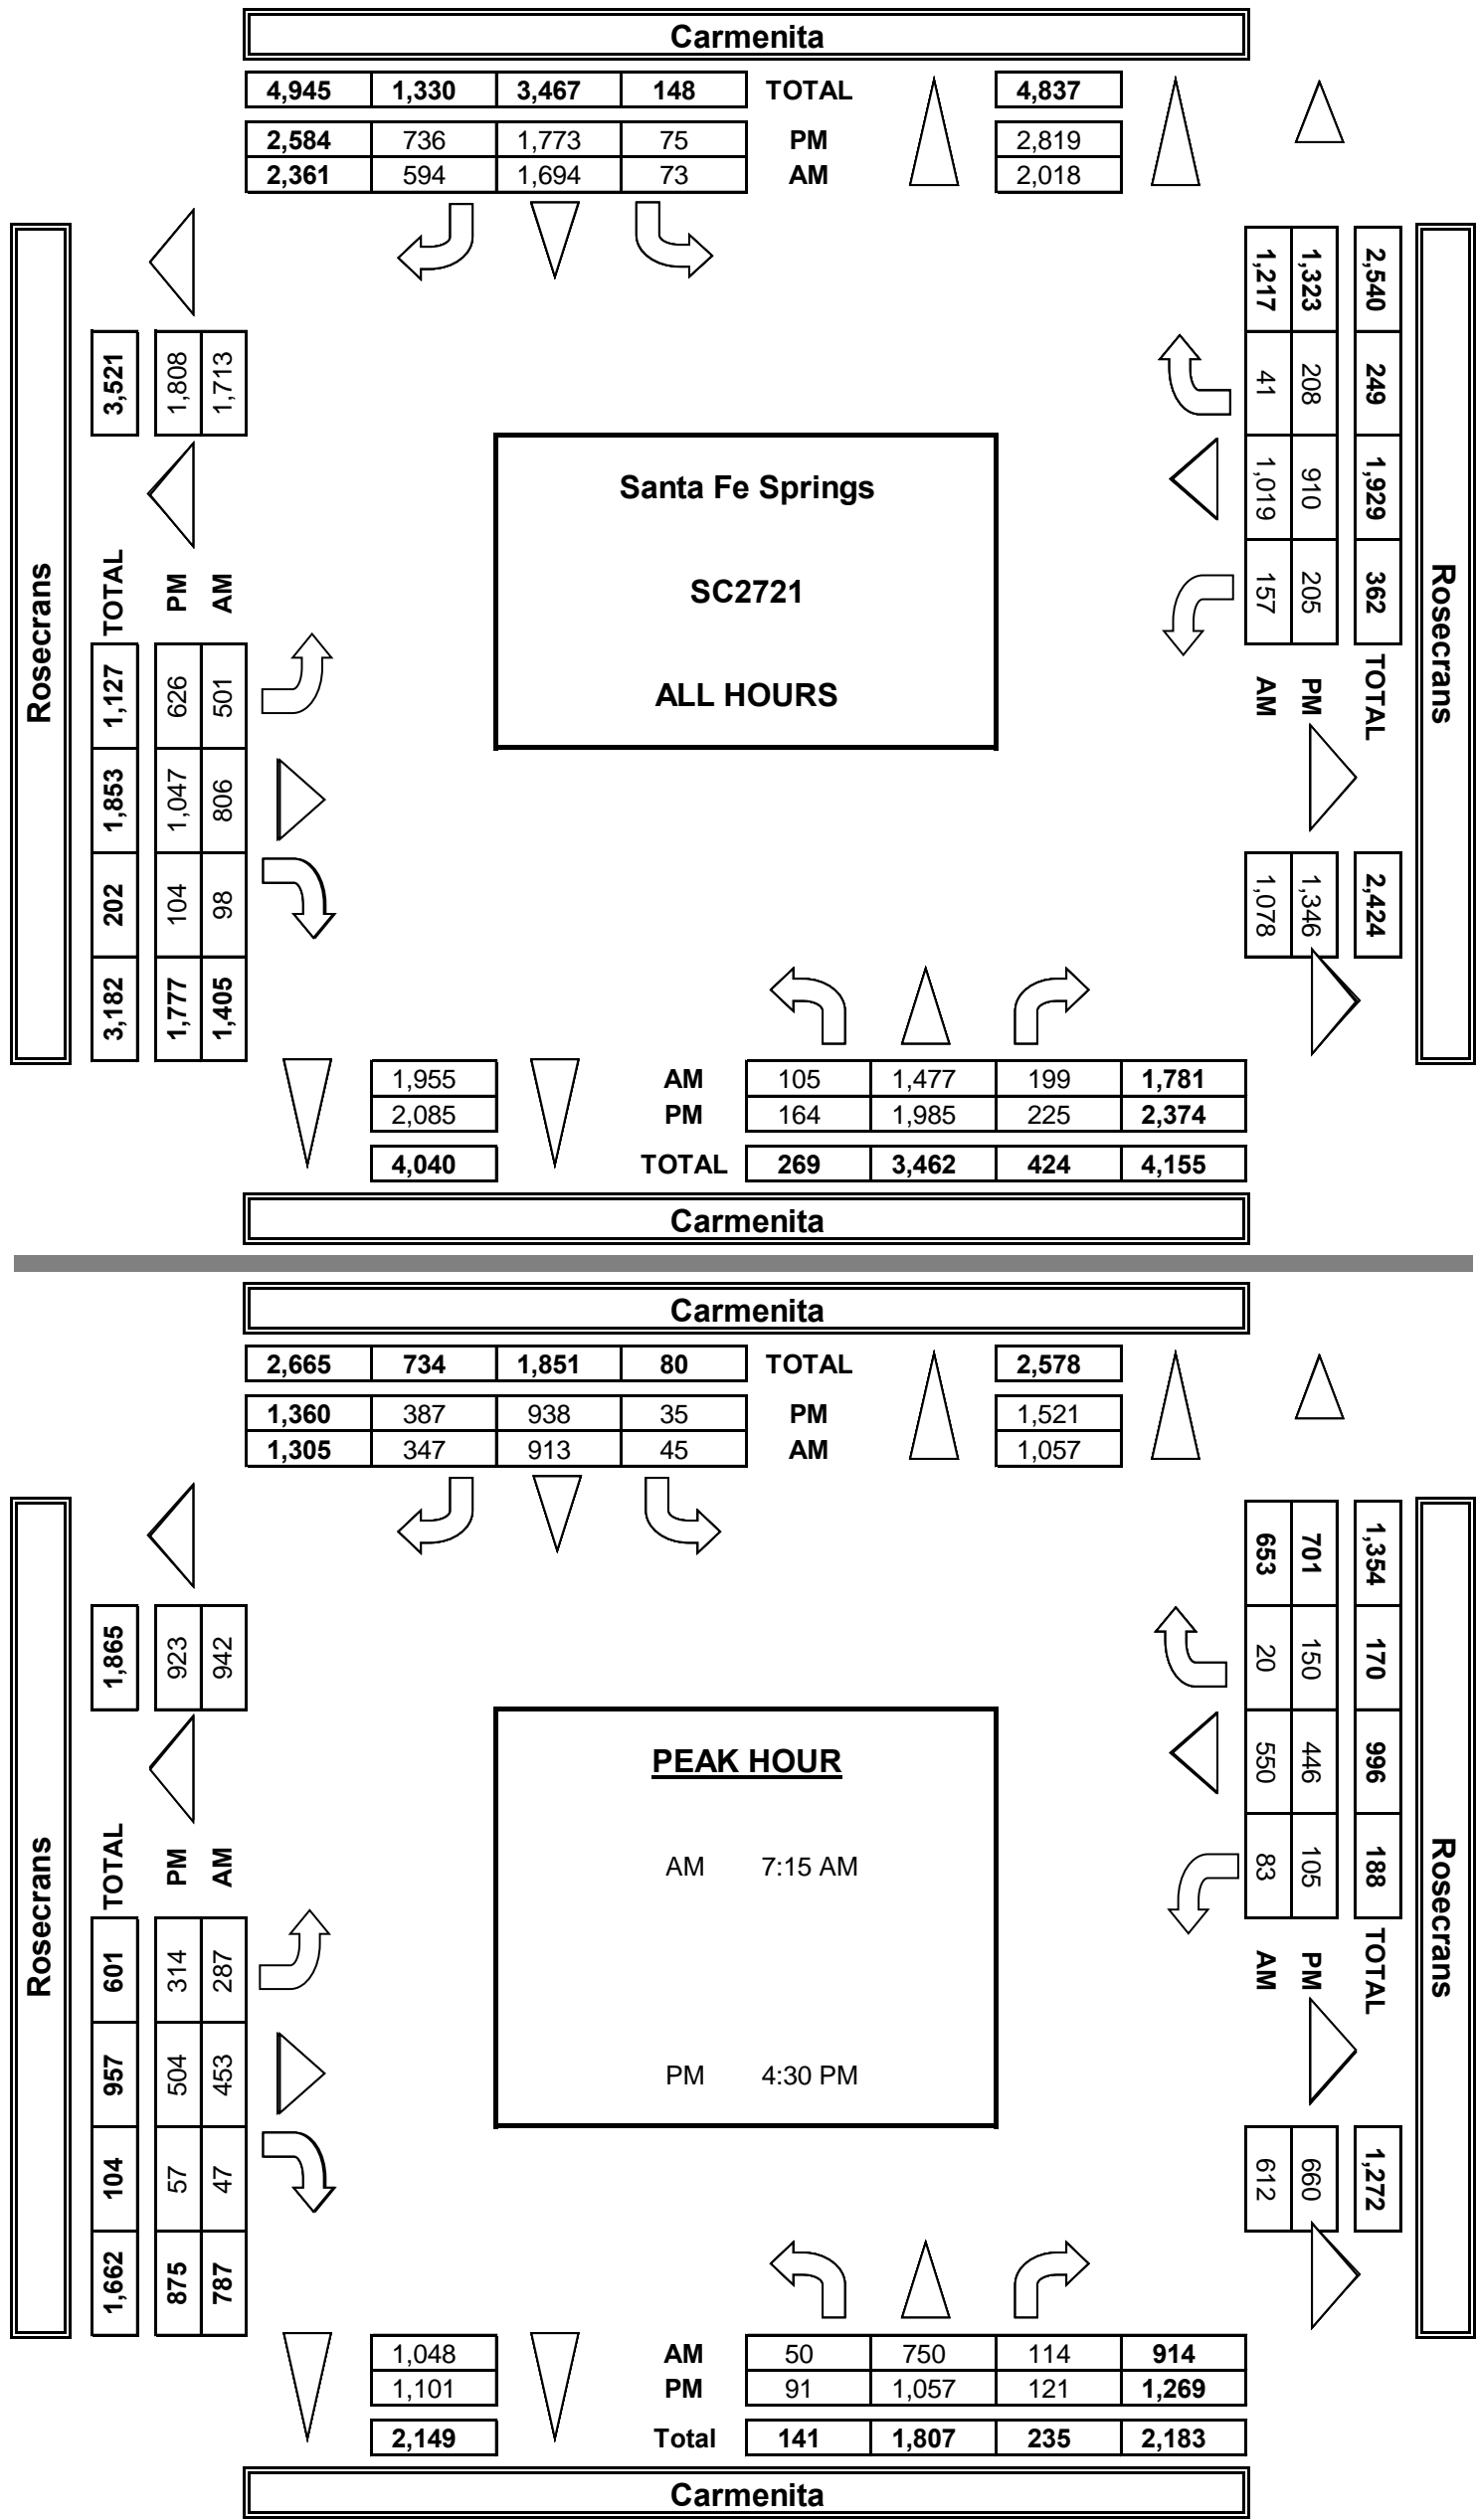 Carmenita
4,945 1,330 3,467 148 TOTAL 4,837
2,584 736 1,773 75 PM 2,819
2,361 594 1,694 73 AM 2,018
Rosecrans
3,521
1,808
1,713
TOTAL
PM
AM
1,127 1,853 202 3,182
626 1,047 104 1,777
501 806 98 1,405
Santa Fe Springs
SC2721
ALL HOURS
2,540 249 1,929 362 TOTAL 2,424
1,323 208 910 205 PM 1,346
1,217 41 1,019 157 AM 1,078
Rosecrans
1,955 AM 105 1,477 199 1,781
2,085 PM 164 1,985 225 2,374
4,040 TOTAL 269 3,462 424 4,155
Carmenita
Carmenita
2,665 734 1,851 80 TOTAL 2,578
1,360 387 938 35 PM 1,521
1,305 347 913 45 AM 1,057
Rosecrans
1,865
923
942
TOTAL
PM
AM
601 957 104 1,662
314 504 57 875
287 453 47 787
PEAK HOUR
AM 7:15 AM
PM 4:30 PM
1,354 170 996 188 TOTAL 1,272
701 150 446 105 PM 660
653 20 550 83 AM 612
Rosecrans
1,048 AM 50 750 114 914
1,101 PM 91 1,057 121 1,269
2,149 Total 141 1,807 235 2,183
Carmenita